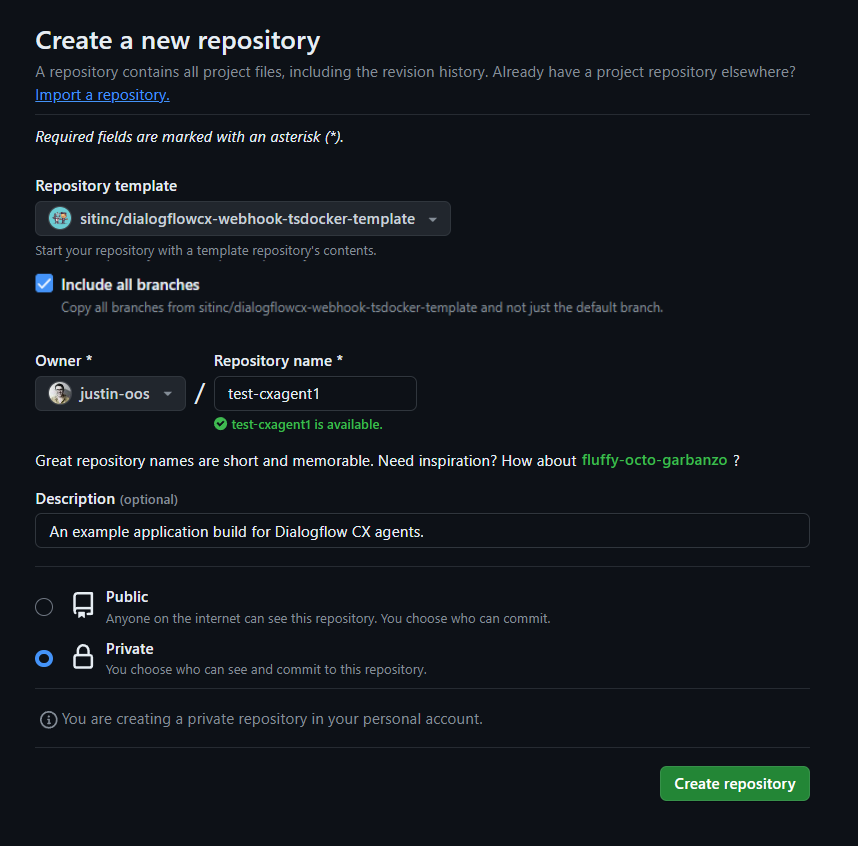 Create a new repository
A repository contains all project files, including the revision history. Already have a project repository elsewhere?
Import a repository.
Required fields are marked with an asterisk (*).
Repository template
sitinc/dialogflowcx-webhook-tsdocker-template
Start your repository with a template repository's contents.
Include all branches
Copy all branches from sitinc/dialogflowcx-webhook-tsdocker-template and not just the default branch.
Owner * Repository name *
justin-oos / test-cxagent1
test-cxagent1 is available.
Great repository names are short and memorable. Need inspiration? How about fluffy-octo-garbanzo ?
Description (optional)
An example application build for Dialogflow CX agents.
Public
Anyone on the internet can see this repository. You choose who can commit.
Private
You choose who can see and commit to this repository.
You are creating a private repository in your personal account.
Create repository